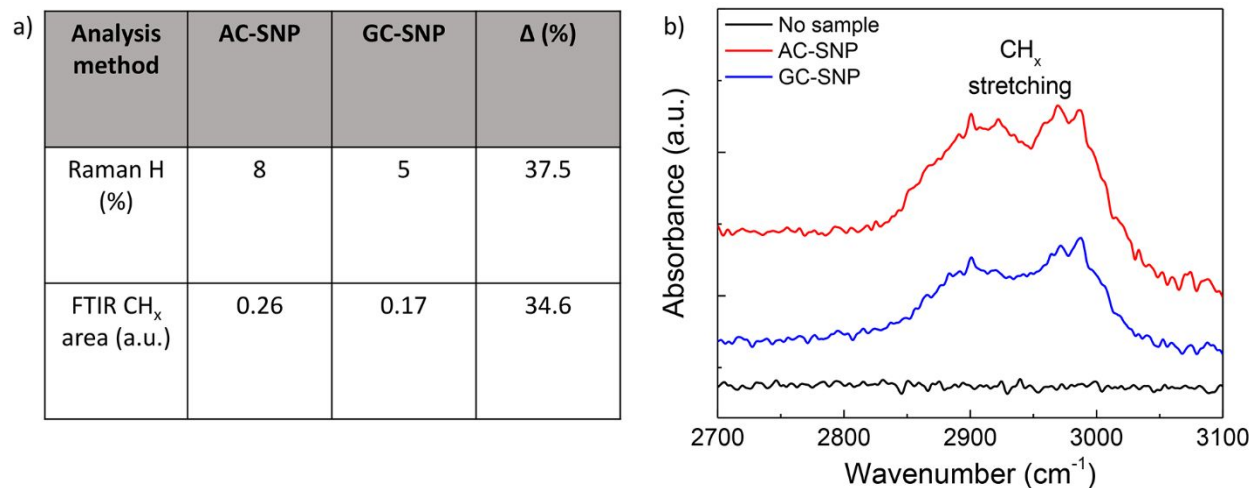 a)
Analysis method AC-SNP GC-SNP Δ (%)
Raman H (%) 8 5 37.5
FTIR CHₓ area (a.u.) 0.26 0.17 34.6
b)
No sample
AC-SNP
GC-SNP
CHₓ
stretching
Absorbance (a.u.)
2700 2800 2900 3000 3100
Wavenumber (cm⁻¹)